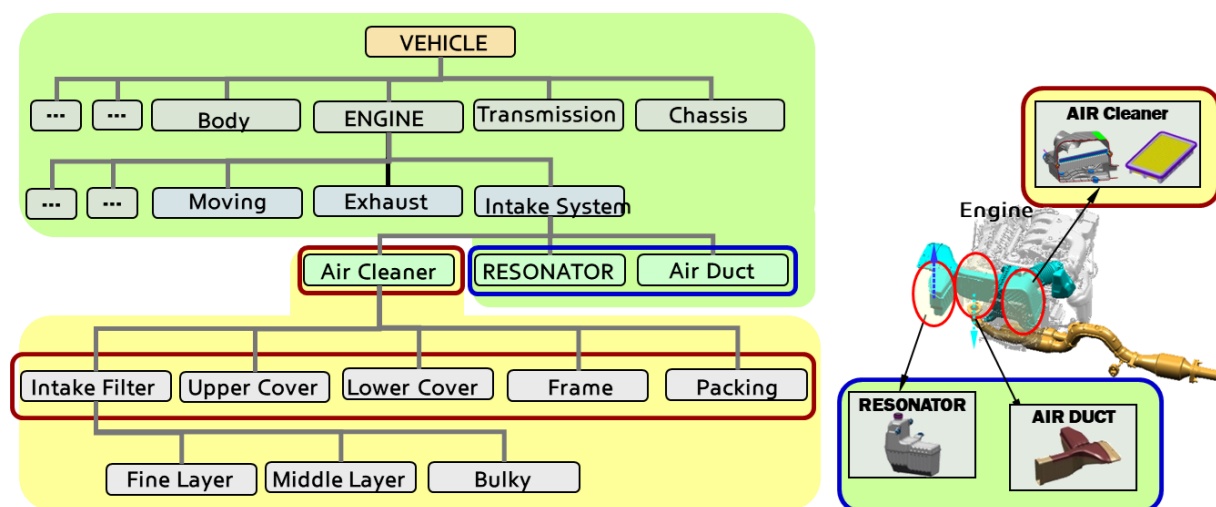 VEHICLE
... ... Body ENGINE Transmission Chassis
... ... Moving Exhaust Intake System
Air Cleaner RESONATOR Air Duct
Intake Filter Upper Cover Lower Cover Frame Packing
Fine Layer Middle Layer Bulky
AIR Cleaner
Engine
RESONATOR
AIR DUCT